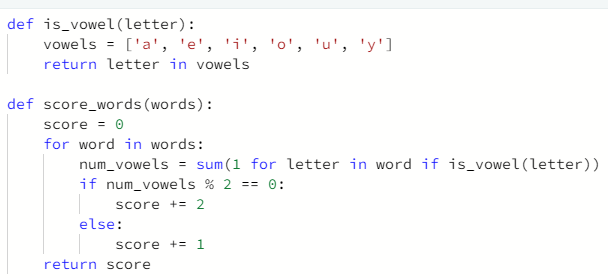 def is_vowel(letter):
    vowels = ['a', 'e', 'i', 'o', 'u', 'y']
    return letter in vowels

def score_words(words):
    score = 0
    for word in words:
        num_vowels = sum(1 for letter in word if is_vowel(letter))
        if num_vowels % 2 == 0:
            score += 2
        else:
            score += 1
    return score